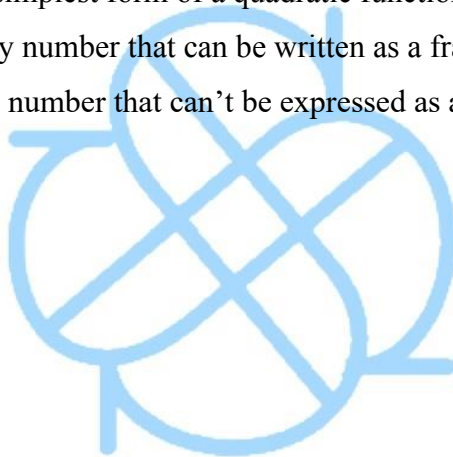 simplest form of a quadratic function
y number that can be written as a fra
number that can't be expressed as a